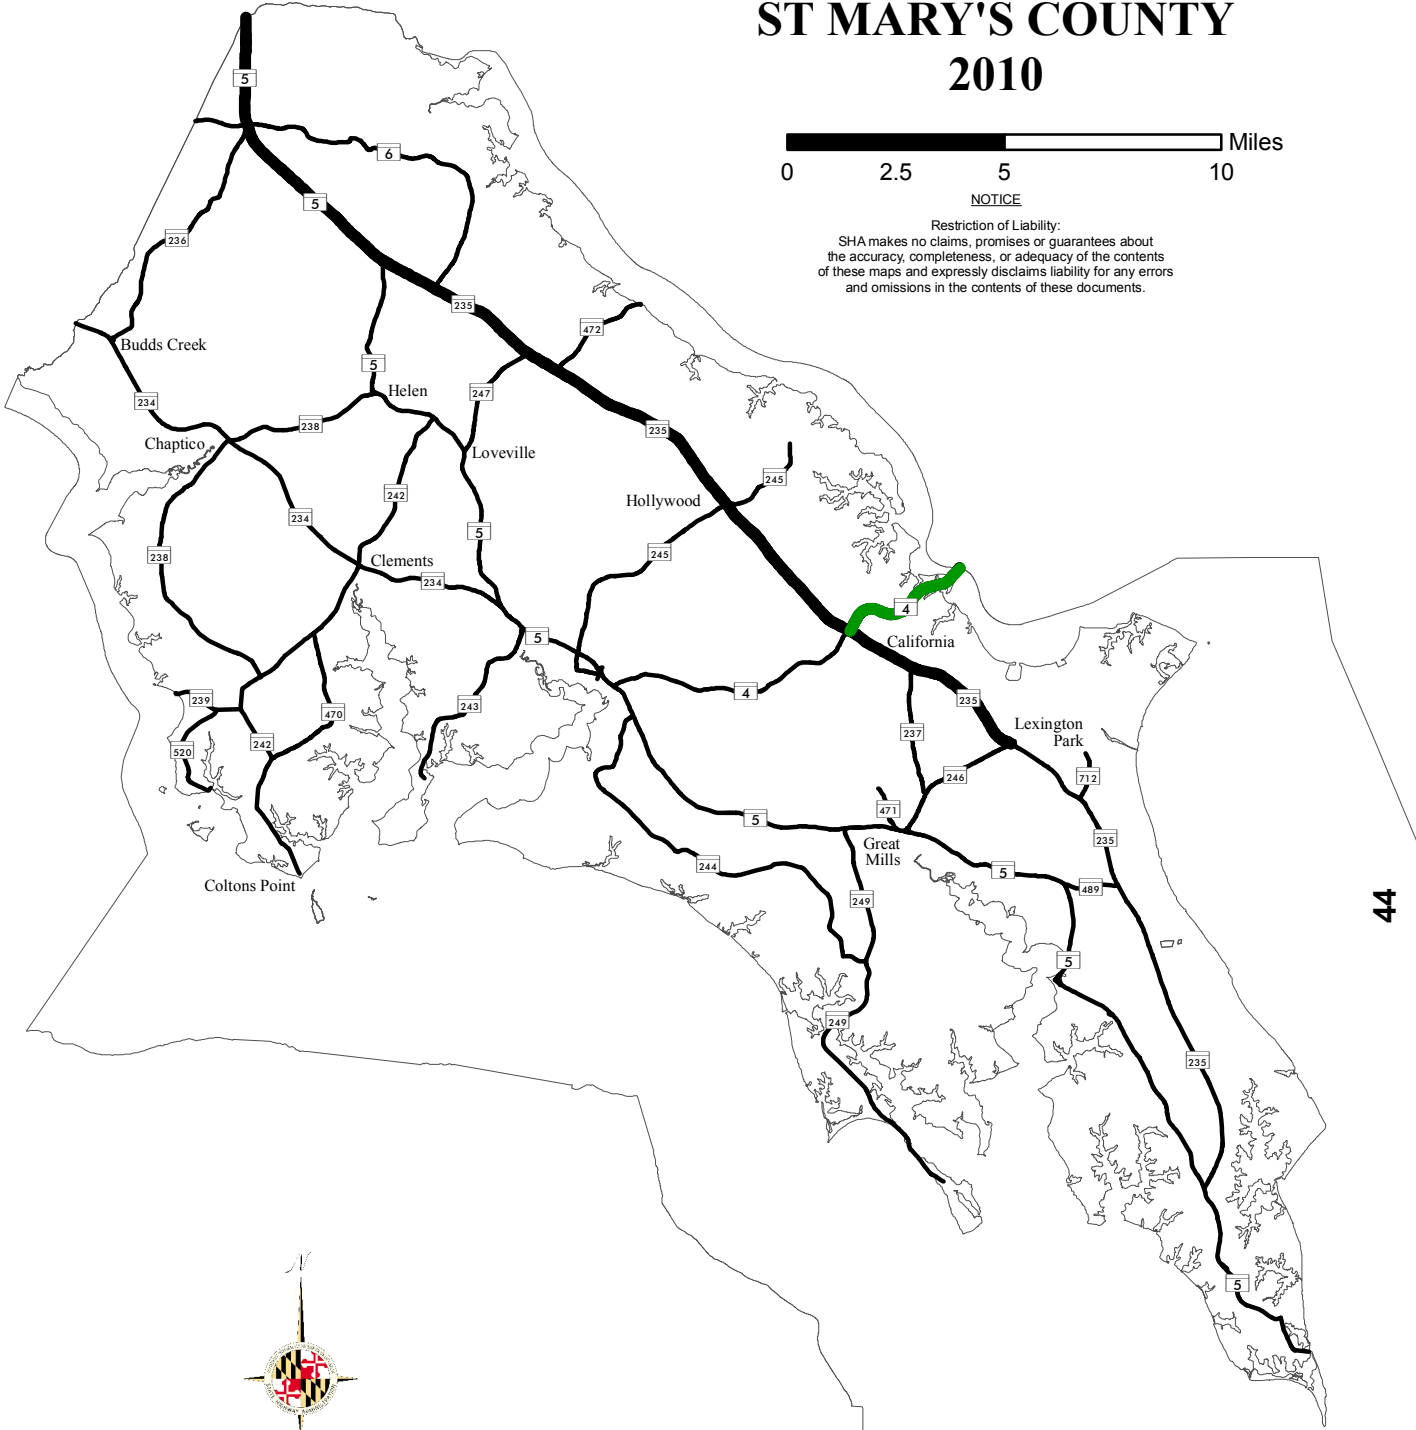 ST MARY'S COUNTY
2010
Miles
0 2.5 5 10
NOTICE
Restriction of Liability:
SHA makes no claims, promises or guarantees about
the accuracy, completeness, or adequacy of the contents
of these maps and expressly disclaims liability for any errors
and omissions in the contents of these documents.
5
6
5
236
235
472
Budds Creek
5
Helen
247
234
238
235
Chaptico
Loveville
245
242
Hollywood
234
5
245
238
Clements
234
4
5
California
4
239
235
243
470
Lexington
Park
237
242
520
246
712
471
5
235
Great
Mills
244
5
Coltons Point
489
249
44
5
249
235
5